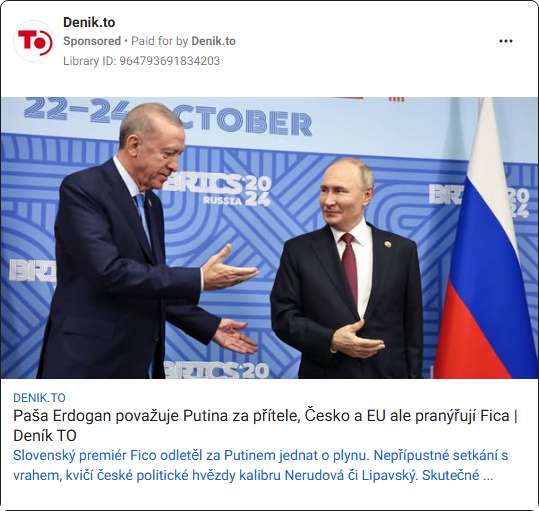 TO
Denik.to
Sponsored • Paid for by Denik.to
Library ID: 964793691834203
22–24 OCTOBER
BRICS 2024
RUSSIA
BRICS 20
24
BRICS
BRICS 2024
DENIK.TO
Paša Erdogan považuje Putina za přítele, Česko a EU ale pranýřují Fica |
Deník TO
Slovenský premiér Fico odletěl za Putinem jednat o plynu. Nepřípustné setkání s
vrahem, kvičí české politické hvězdy kalibru Nerudová či Lipavský. Skutečné ...